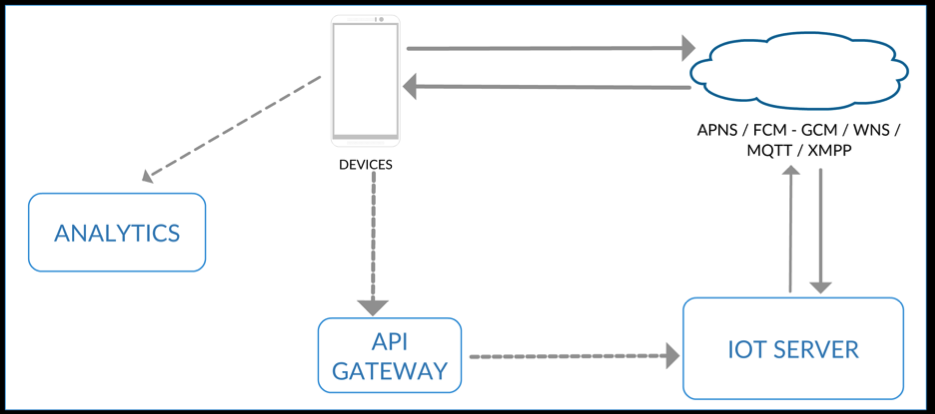 APNS / FCM - GCM / WNS /
MQTT / XMPP
DEVICES
ANALYTICS
API
GATEWAY
IOT SERVER